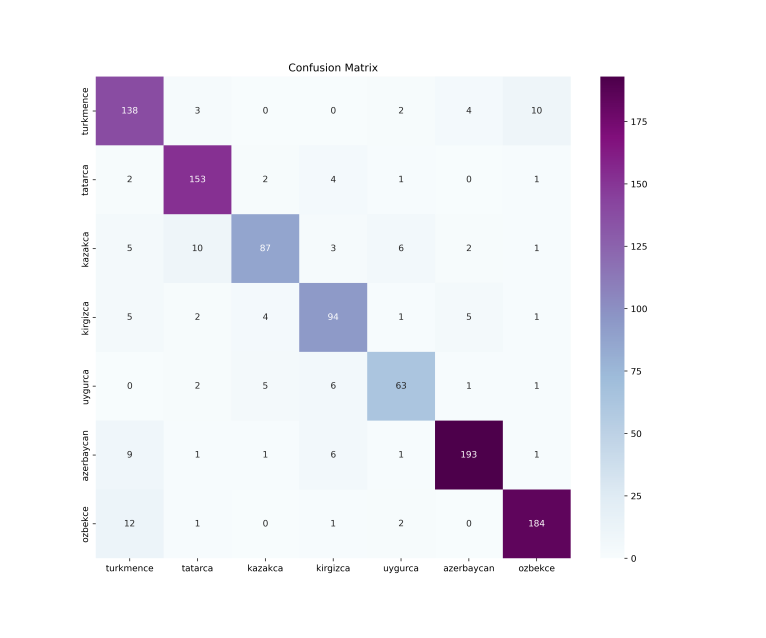 Confusion Matrix
turkmence 138 3 0 0 2 4 10
175
tatarca 2 153 2 4 1 0 1
150
kazakca 5 10 87 3 6 2 1
125
100
kirgizca 5 2 4 94 1 5 1
75
uygurca 0 2 5 6 63 1 1
50
azerbaycan 9 1 1 6 1 193 1
25
ozbekce 12 1 0 1 2 0 184
0
turkmence tatarca kazakca kirgizca uygurca azerbaycan ozbekce